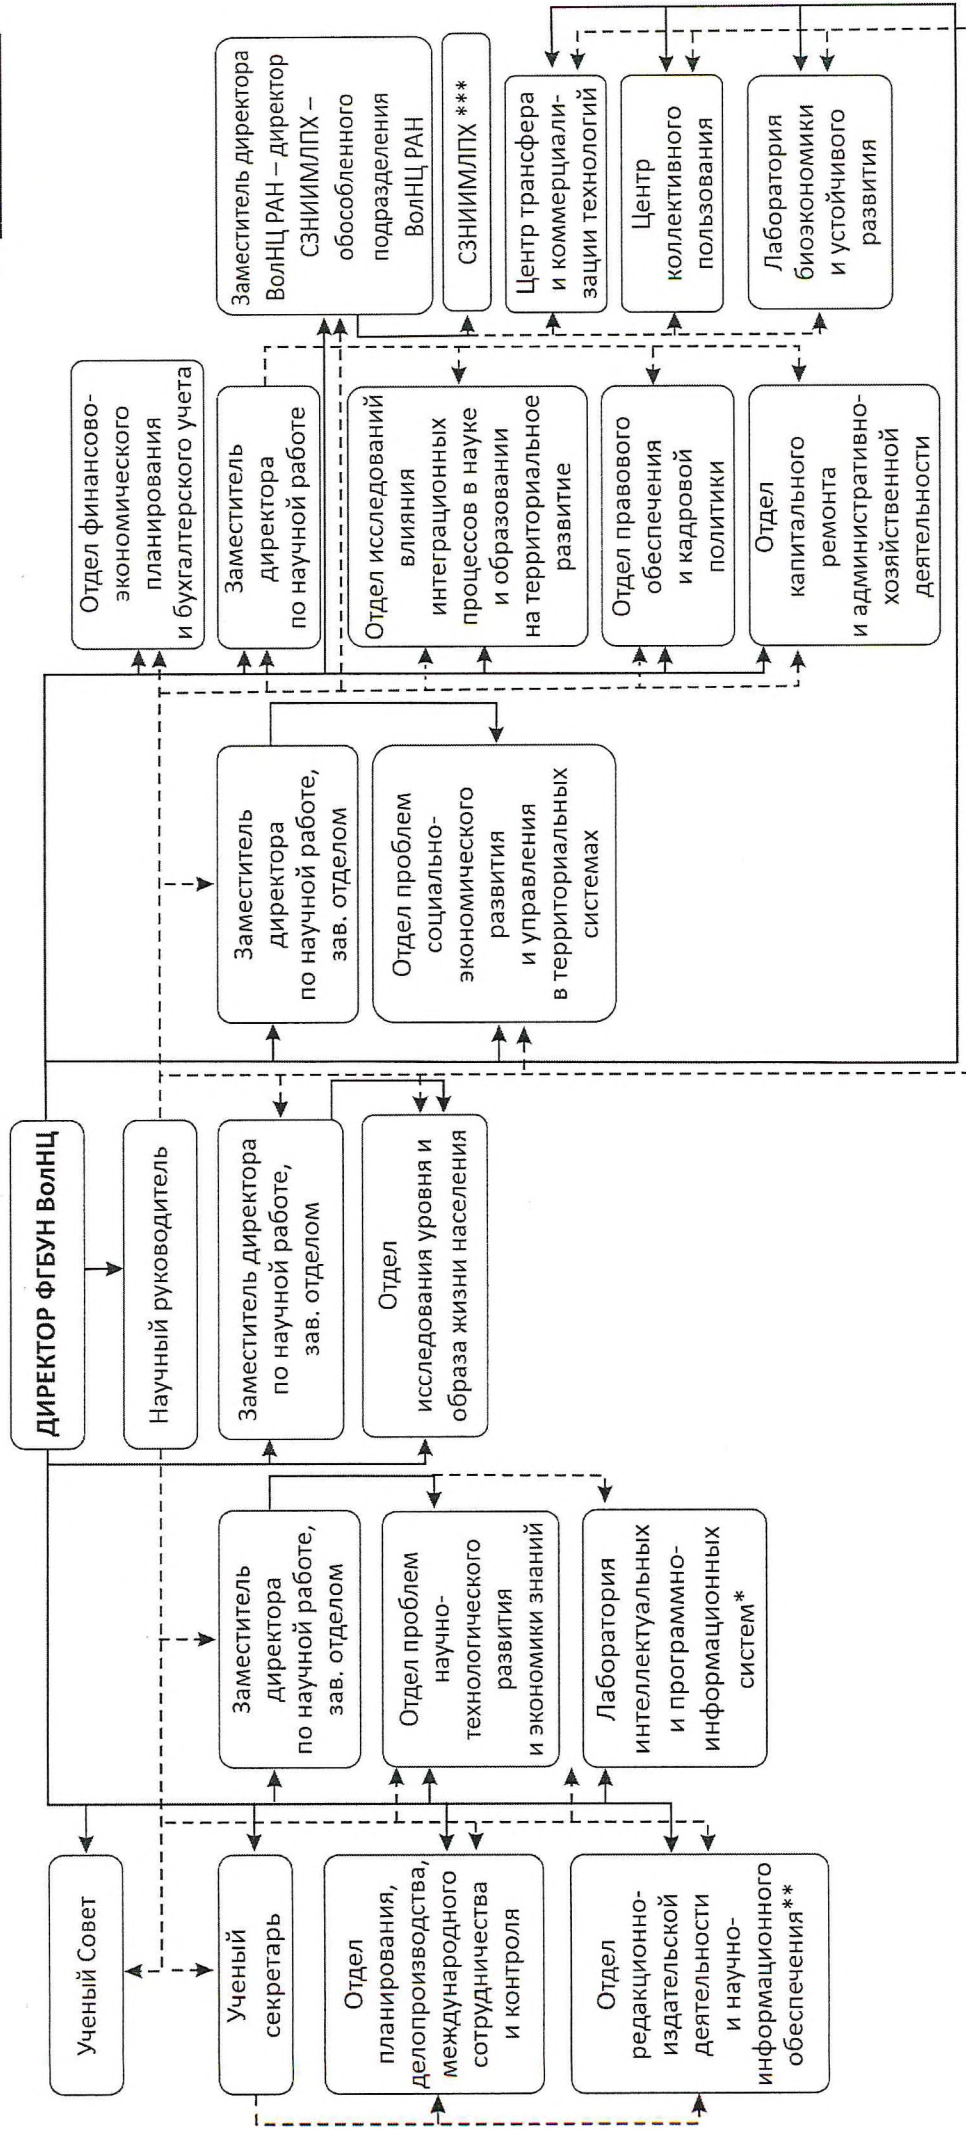 ДИРЕКТОР ФГБУН ВолНЦ
Научный руководитель
Ученый Совет
Ученый
секретарь
Отдел
планирования,
делопроизводства,
международного
сотрудничества
и контроля
Отдел
редакционно-
издательской
деятельности
и научно-
информационного
обеспечения**
Заместитель
директора
по научной работе,
зав. отделом
Отдел проблем
научно-
технологического
развития
и экономики знаний
Лаборатория
интеллектуальных
и программно-
информационных
систем*
Заместитель директора
по научной работе,
зав. отделом
Отдел
исследования уровня и
образа жизни населения
Заместитель
директора
по научной работе,
зав. отделом
Отдел проблем
социально-
экономического
развития
и управления
в территориальных
системах
Отдел финансово-
экономического
планирования
и бухгалтерского учета
Заместитель
директора
по научной работе
Отдел исследований
влияния
интеграционных
процессов в науке
и образовании
на территориальное
развитие
Отдел правового
обеспечения
и кадровой
политики
Отдел
капитального
ремонта
и административно-
хозяйственной
деятельности
Заместитель директора
ВолНЦ РАН – директор
СЗНИИМЛПХ –
обособленного
подразделения
ВолНЦ РАН
СЗНИИМЛПХ ***
Центр трансфера
и коммерциали-
зации технологий
Центр
коллективного
пользования
Лаборатория
биоэкономики
и устойчивого
развития